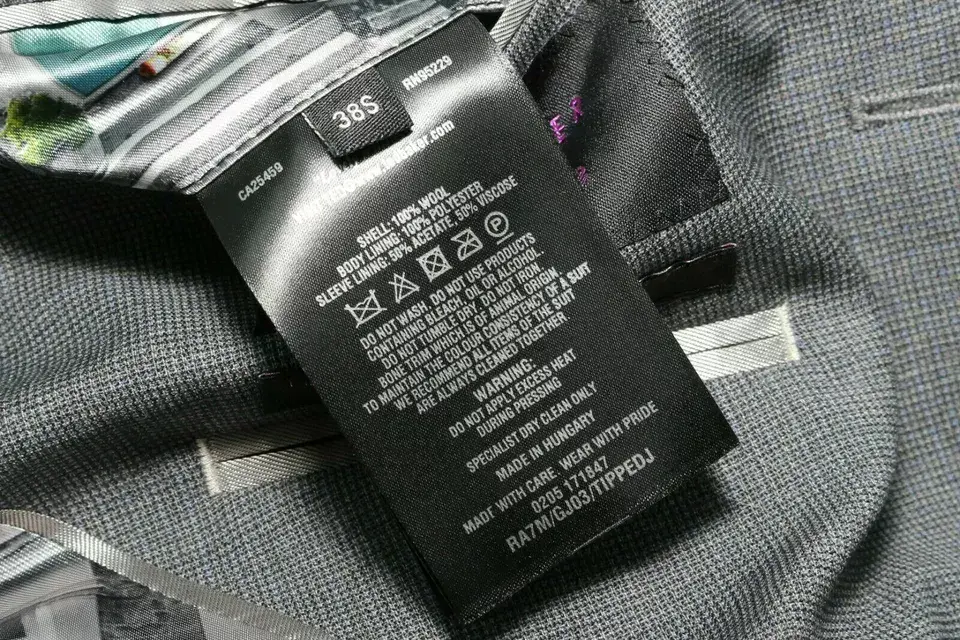 38S
RN95229
CA25459
SHELL: 100% WOOL
BODY LINING: 100% POLYESTER
SLEEVE LINING: 50% ACETATE 50% VISCOSE
P
DO NOT WASH. DO NOT USE PRODUCTS
CONTAINING BLEACH, OIL OR ALCOHOL.
DO NOT TUMBLE DRY. DO NOT IRON.
BONE TRIM WHICH IS OF ANIMAL ORIGIN.
TO MAINTAIN THE COLOUR CONSISTENCY OF A SUIT
WE RECOMMEND ALL ITEMS OF THE SUIT
ARE ALWAYS CLEANED TOGETHER
WARNING:
DO NOT APPLY EXCESS HEAT
DURING PRESSING
SPECIALIST DRY CLEAN ONLY
MADE IN HUNGARY
MADE WITH CARE. WEAR WITH PRIDE
0205 171847
RA7M/GJ03/TIPPEDJ